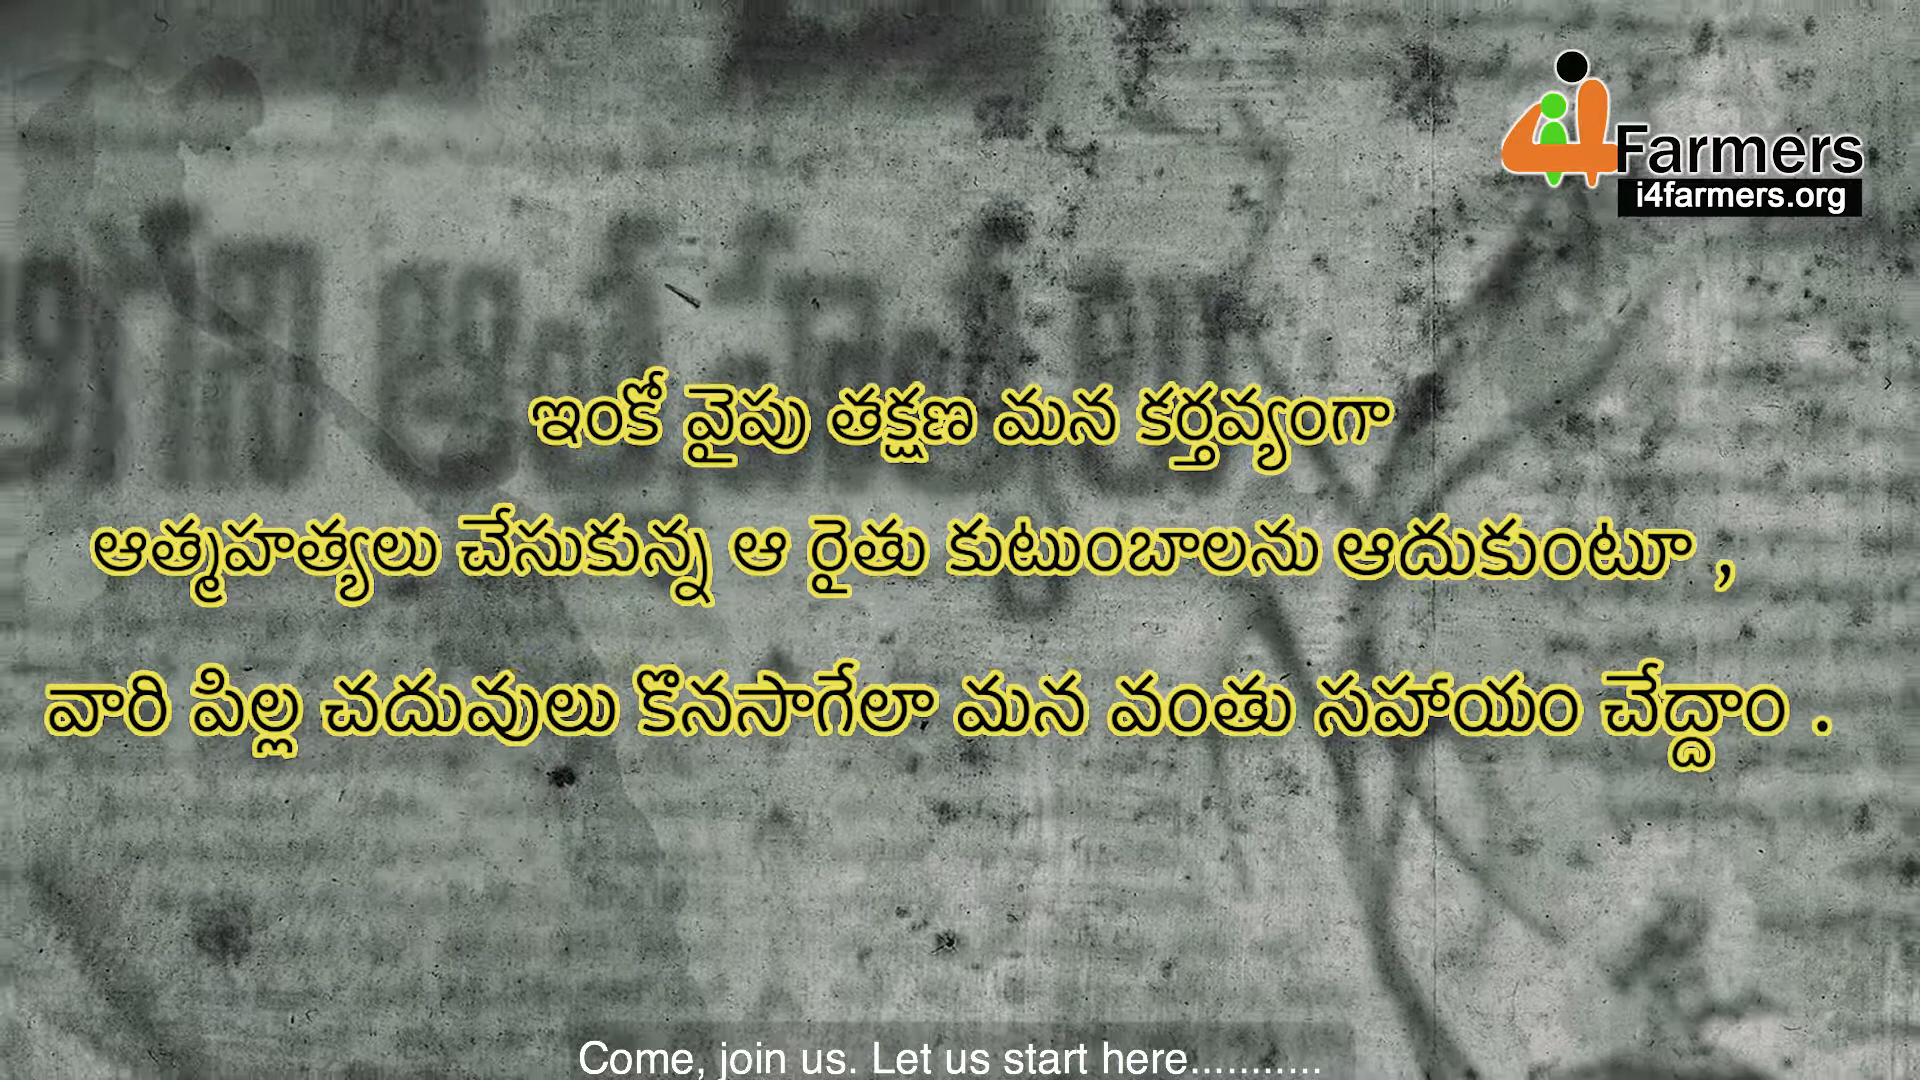 Farmers
i4farmers.org
ఇంకో వైపు తక్షణ మన కర్తవ్యంగా
ఆత్మహత్యలు చేసుకున్న ఆ రైతు కుటుంబాలను ఆదుకుంటూ ,
వారి పిల్ల చదువులు కొనసాగేలా మన వంతు సహాయం చేద్దాం .
Come, join us. Let us start here...........